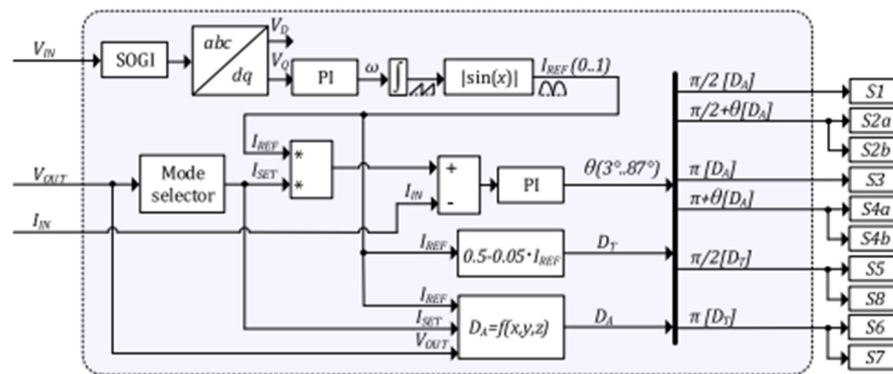 V_IN
SOGI
abc
dq
V_D
V_Q
PI
ω
∫
|sin(x)|
I_REF (0..1)
I_REF
I_SET
*
*
V_OUT
Mode
selector
I_IN
I_IN
+
-
PI
θ(3°..87°)
I_REF
0.5-0.05·I_REF
D_T
I_REF
I_SET
V_OUT
D_A=f(x,y,z)
D_A
π/2 [D_A]
π/2+θ[D_A]
π [D_A]
π+θ[D_A]
π/2[D_T]
π [D_T]
S1
S2a
S2b
S3
S4a
S4b
S5
S8
S6
S7